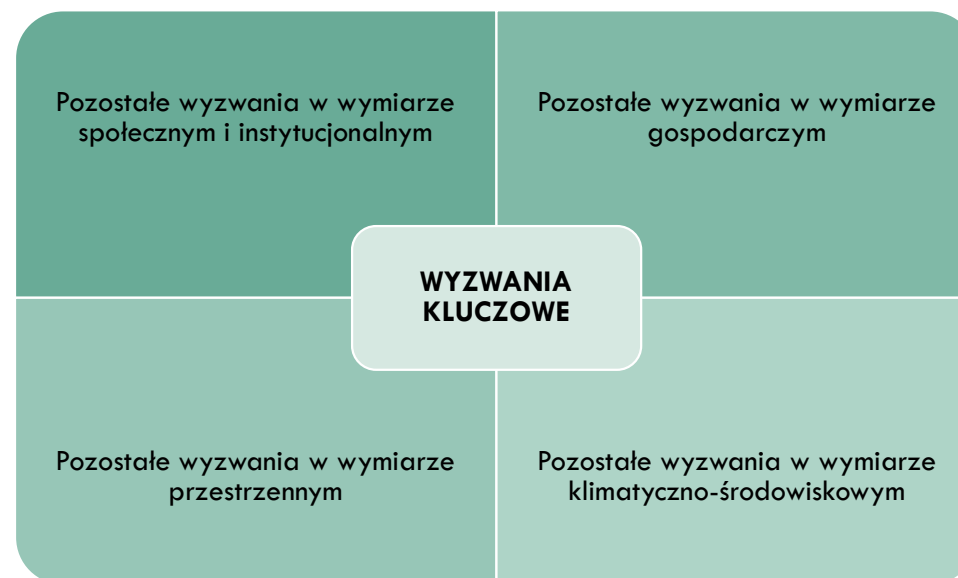 Pozostałe wyzwania w wymiarze
społecznym i instytucjonalnym
Pozostałe wyzwania w wymiarze
gospodarczym
WYZWANIA
KLUCZOWE
Pozostałe wyzwania w wymiarze
przestrzennym
Pozostałe wyzwania w wymiarze
klimatyczno-środowiskowym